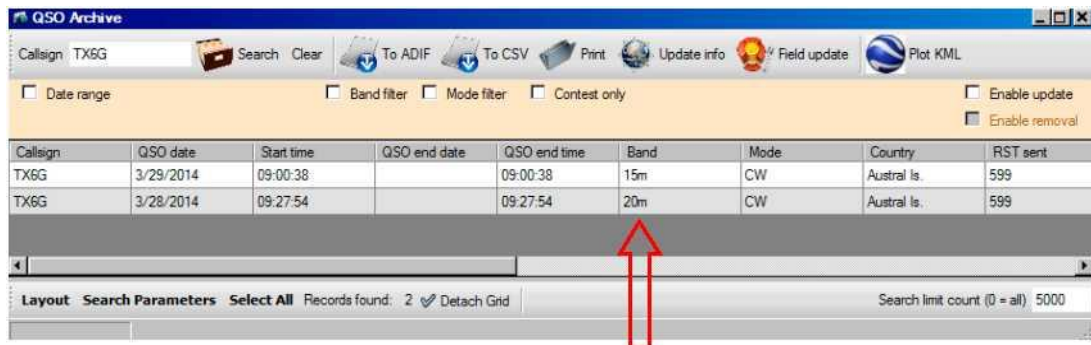 QSO Archive
Callsign TX6G Search Clear To ADIF To CSV Print Update info Field update Plot KML
Date range Band filter Mode filter Contest only Enable update
Enable removal
Callsign QSO date Start time QSO end date QSO end time Band Mode Country RST sent
TX6G 3/29/2014 09:00:38 09:00:38 15m CW Austral Is. 599
TX6G 3/28/2014 09:27:54 09:27:54 20m CW Austral Is. 599
Layout Search Parameters Select All Records found: 2 Detach Grid Search limit count (0 = all) 5000